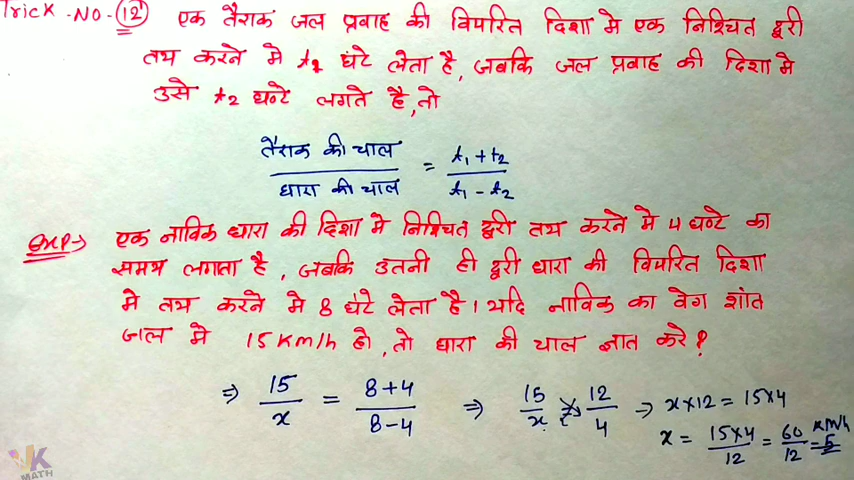 Trick -NO- 12 एक तैराक जल प्रवाह की विपरित दिशा मे एक निश्चित दुरी
तय करने मे t₁ घंटे लेता है, जबकि जल प्रवाह की दिशा मे
उसे t₂ घण्टे लगते है, तो
तैराक की चाल / धारा की चाल = t₁ + t₂ / t₁ - t₂
EXP→ एक नाविक धारा की दिशा मे निश्चित दुरी तय करने मे 4 घण्टे का
समय लगता है, जबकि उतनी ही दुरी धारा की विपरित दिशा
मे तय करने मे 8 घंटे लेता है। यदि नाविक का वेग शांत
जल मे 15 Km/h हो, तो धारा की चाल ज्ञात करे?
⇒ 15/x = 8+4/8-4 ⇒ 15/x = 12/4 → x×12 = 15×4
x = 15×4/12 = 60/12 = 5 KM/h
VK
MATH